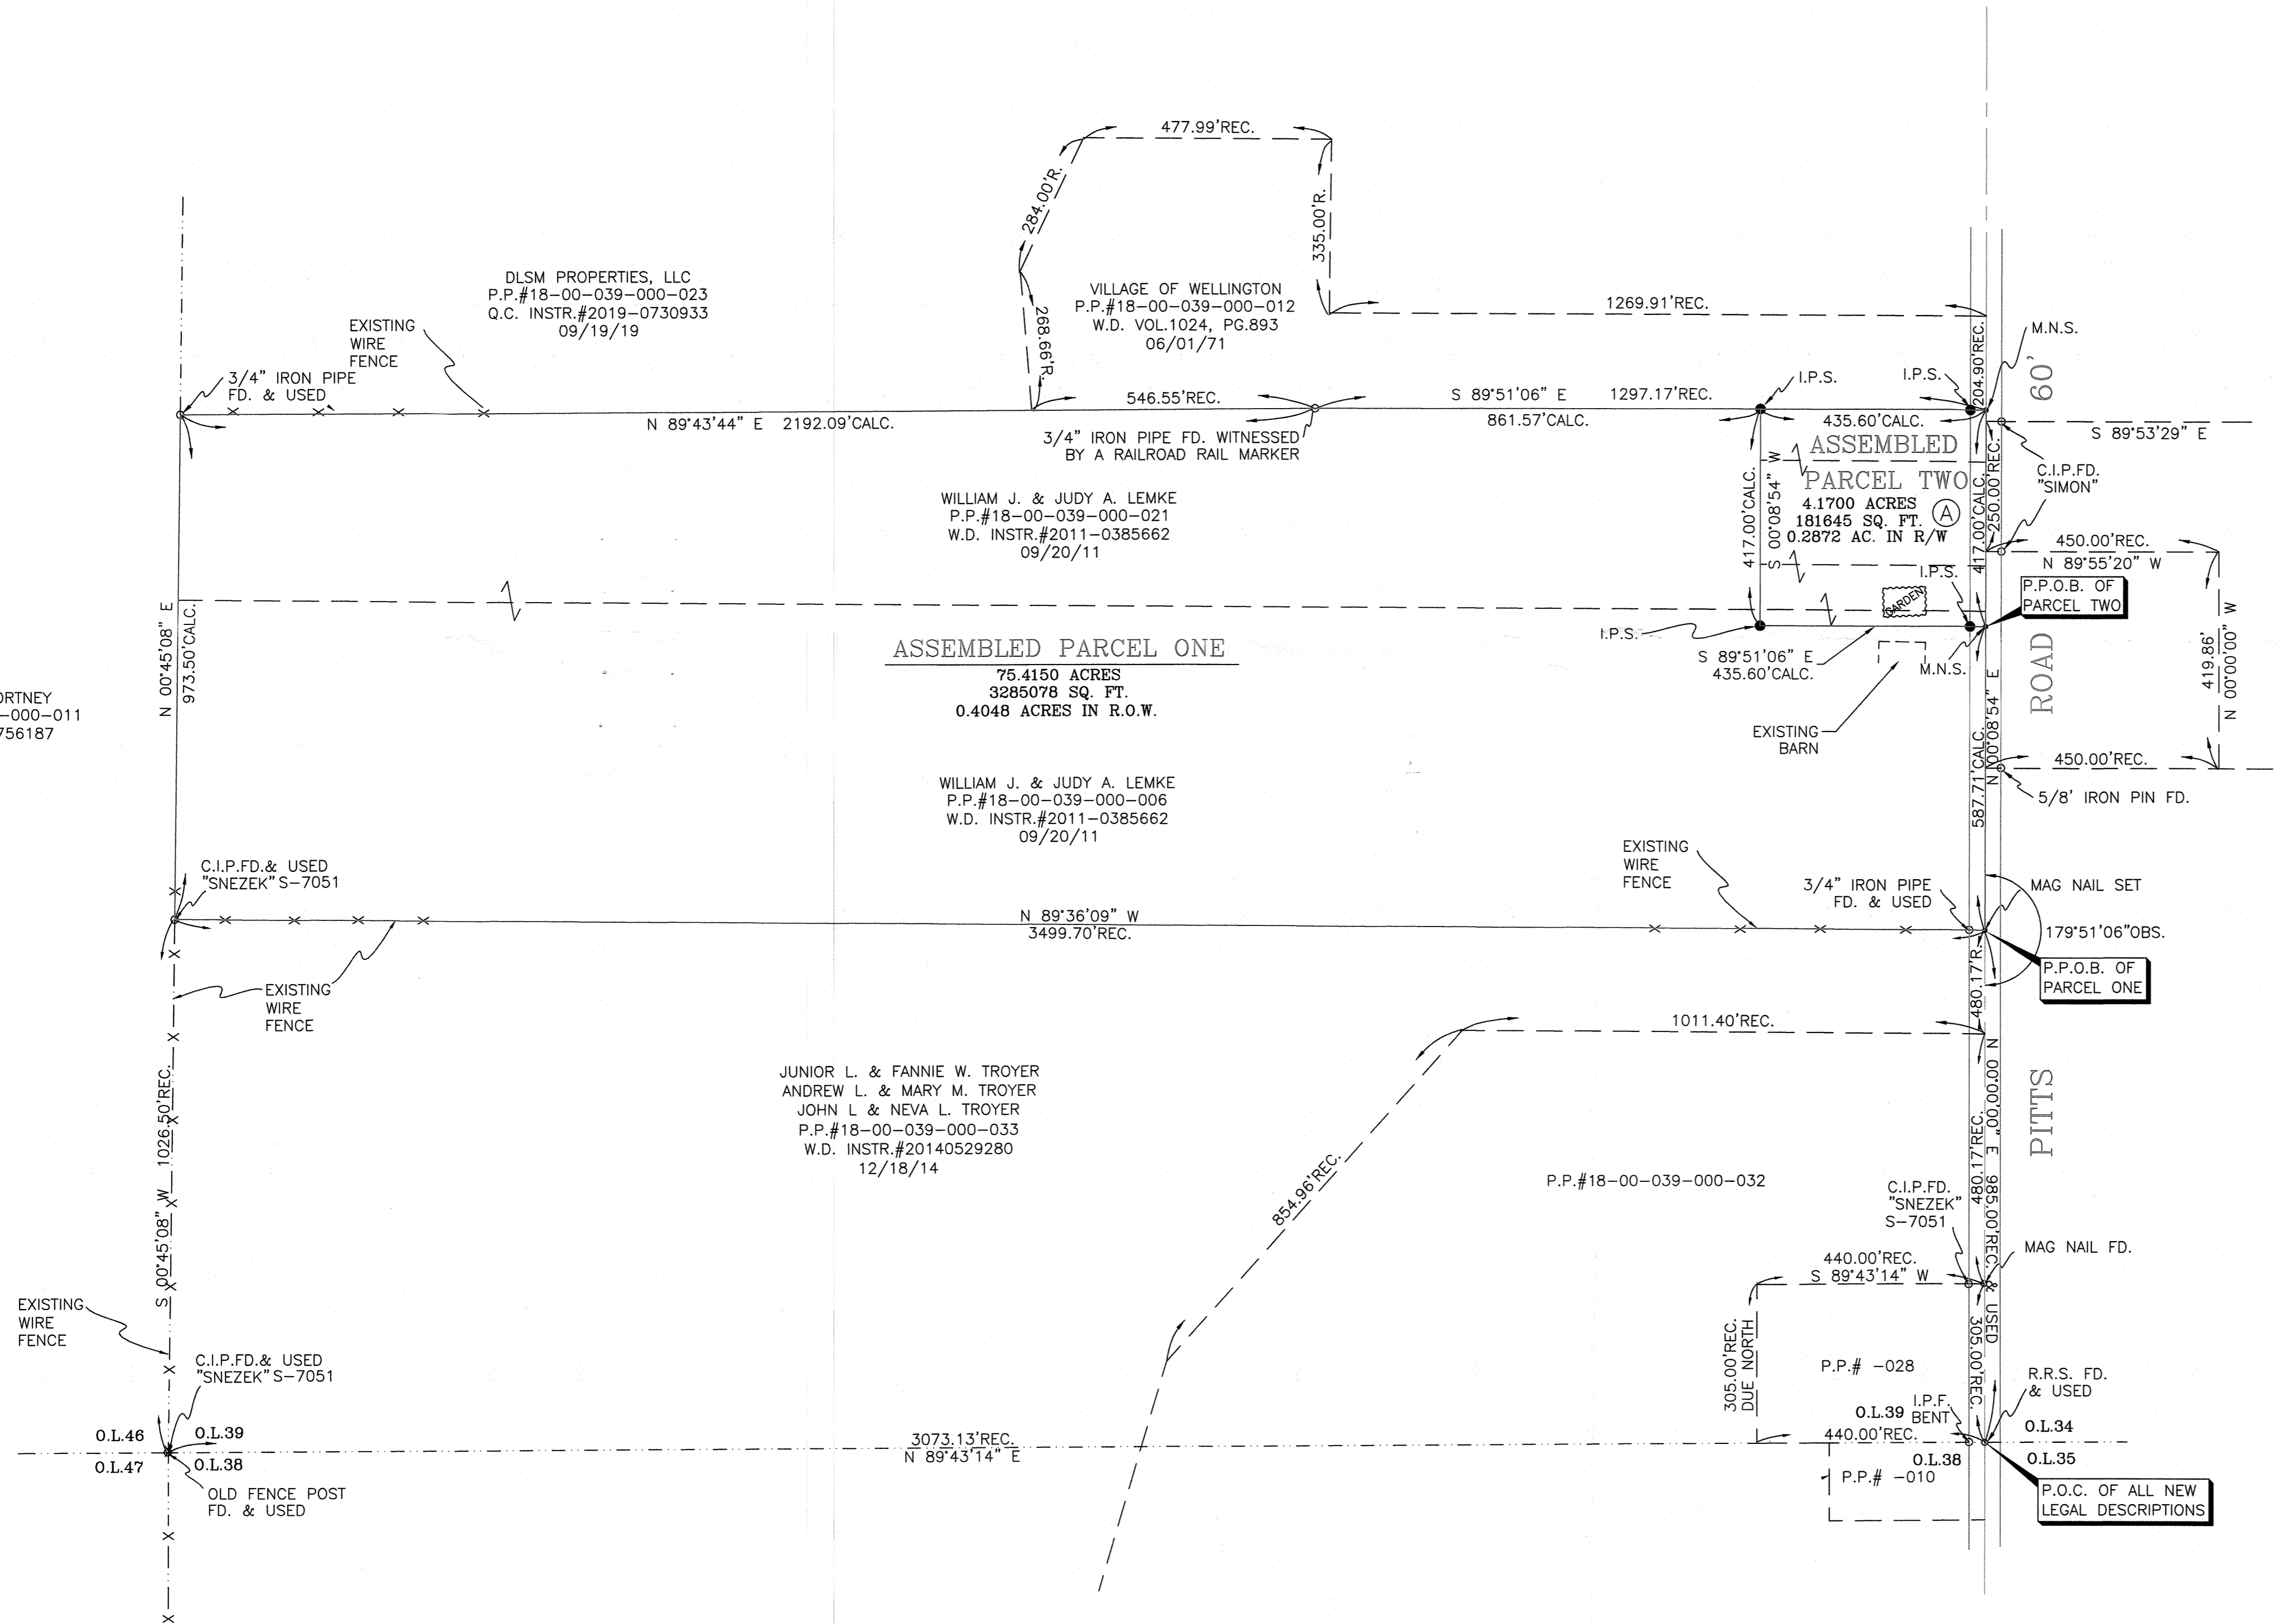 477.99'REC.
284.00'R.
335.00'R.
DLSM PROPERTIES, LLC
P.P.#18-00-039-000-023
Q.C. INSTR.#2019-0730933
09/19/19
EXISTING
WIRE
FENCE
3/4" IRON PIPE
FD. & USED
268.66'R.
VILLAGE OF WELLINGTON
P.P.#18-00-039-000-012
W.D. VOL.1024, PG.893
06/01/71
1269.91'REC.
204.90'REC.
M.N.S.
60'
I.P.S.
I.P.S.
546.55'REC.
S 89°51'06" E 1297.17'REC.
N 89°43'44" E 2192.09'CALC.
861.57'CALC.
435.60'CALC.
3/4" IRON PIPE FD. WITNESSED
BY A RAILROAD RAIL MARKER
S 89°53'29" E
C.I.P.FD.
"SIMON"
ASSEMBLED
PARCEL TWO
4.1700 ACRES
181645 SQ. FT.
0.2872 AC. IN R/W
A
417.00'CALC.
S 00°08'54" W
417.00'CALC.
250.00'REC.
WILLIAM J. & JUDY A. LEMKE
P.P.#18-00-039-000-021
W.D. INSTR.#2011-0385662
09/20/11
450.00'REC.
N 89°55'20" W
I.P.S.
P.P.O.B. OF
PARCEL TWO
GARDEN
N 00°45'08" E
973.50'CALC.
ASSEMBLED PARCEL ONE
75.4150 ACRES
3285078 SQ. FT.
0.4048 ACRES IN R.O.W.
I.P.S.
S 89°51'06" E
435.60'CALC.
M.N.S.
ROAD
419.86'
N 00°00'00" W
ORTNEY
-000-011
756187
EXISTING
BARN
587.71'CALC.
N 00°08'54" E
450.00'REC.
5/8' IRON PIN FD.
WILLIAM J. & JUDY A. LEMKE
P.P.#18-00-039-000-006
W.D. INSTR.#2011-0385662
09/20/11
C.I.P.FD.& USED
"SNEZEK" S-7051
EXISTING
WIRE
FENCE
3/4" IRON PIPE
FD. & USED
MAG NAIL SET
N 89°36'09" W
3499.70'REC.
179°51'06"OBS.
P.P.O.B. OF
PARCEL ONE
480.17'R.
EXISTING
WIRE
FENCE
1011.40'REC.
JUNIOR L. & FANNIE W. TROYER
ANDREW L. & MARY M. TROYER
JOHN L & NEVA L. TROYER
P.P.#18-00-039-000-033
W.D. INSTR.#20140529280
12/18/14
S 00°45'08" W 1026.50'REC.
854.96'REC.
P.P.#18-00-039-000-032
PITTS
480.17'REC.
N 00°00'00" E 985.00'REC. & USED
C.I.P.FD.
"SNEZEK"
S-7051
MAG NAIL FD.
440.00'REC.
S 89°43'14" W
EXISTING
WIRE
FENCE
C.I.P.FD.& USED
"SNEZEK" S-7051
305.00'REC.
DUE NORTH
305.00'REC.
P.P.# -028
R.R.S. FD.
& USED
I.P.F.
BENT
O.L.46
O.L.39
O.L.39
O.L.34
3073.13'REC.
N 89°43'14" E
440.00'REC.
O.L.47
O.L.38
O.L.38
O.L.35
P.P.# -010
OLD FENCE POST
FD. & USED
P.O.C. OF ALL NEW
LEGAL DESCRIPTIONS